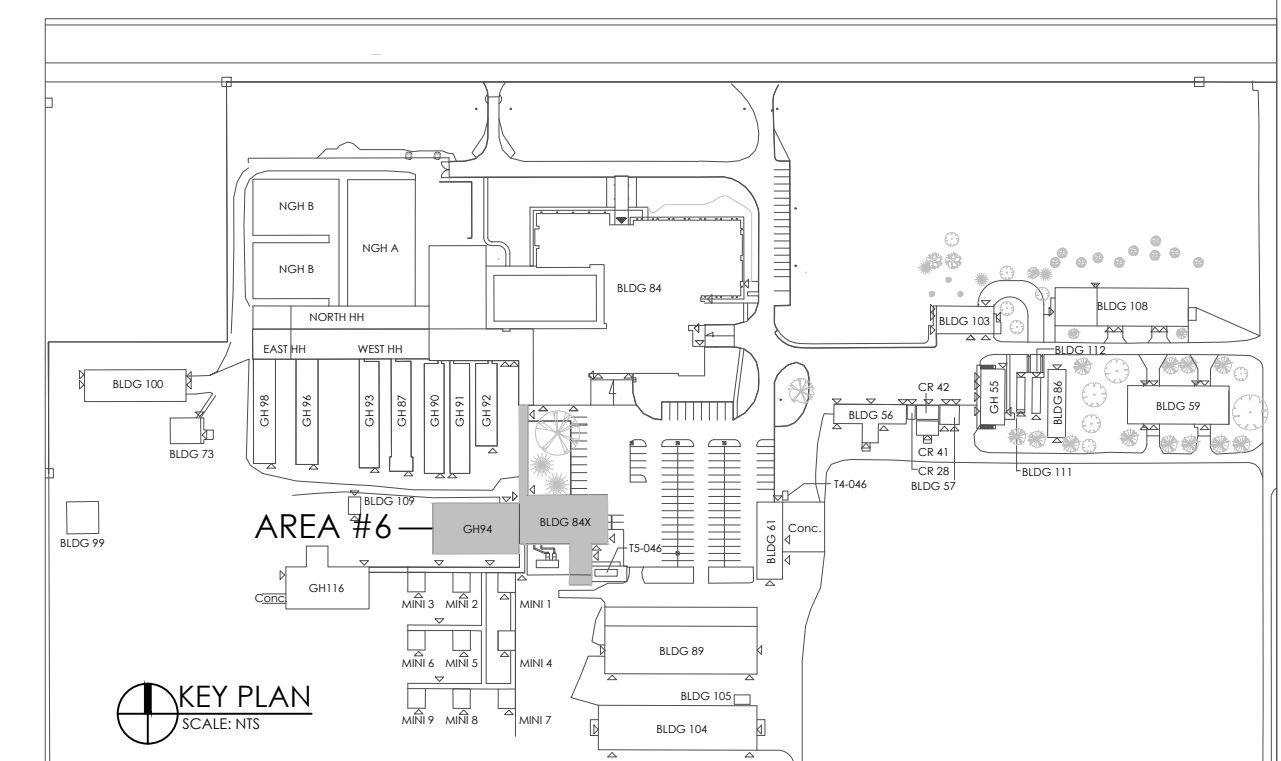 NGH B
NGH A
NGH B
BLDG 84
NORTH HH
BLDG 108
BLDG 103
EAST HH
WEST HH
BLDG 112
BLDG 100
CR 42
GH 98
GH 96
GH 93
GH 87
GH 90
GH 91
GH 92
GH 55
BLDG 86
BLDG 59
BLDG 56
BLDG 73
CR 41
CR 28
BLDG 57
BLDG 111
T4-046
BLDG 109
AREA #6
GH94
BLDG 84X
BLDG 61
Conc.
BLDG 99
T5-046
GH116
Conc.
MINI 3
MINI 2
MINI 1
BLDG 89
MINI 6
MINI 5
MINI 4
KEY PLAN
SCALE: NTS
BLDG 105
MINI 9
MINI 8
MINI 7
BLDG 104